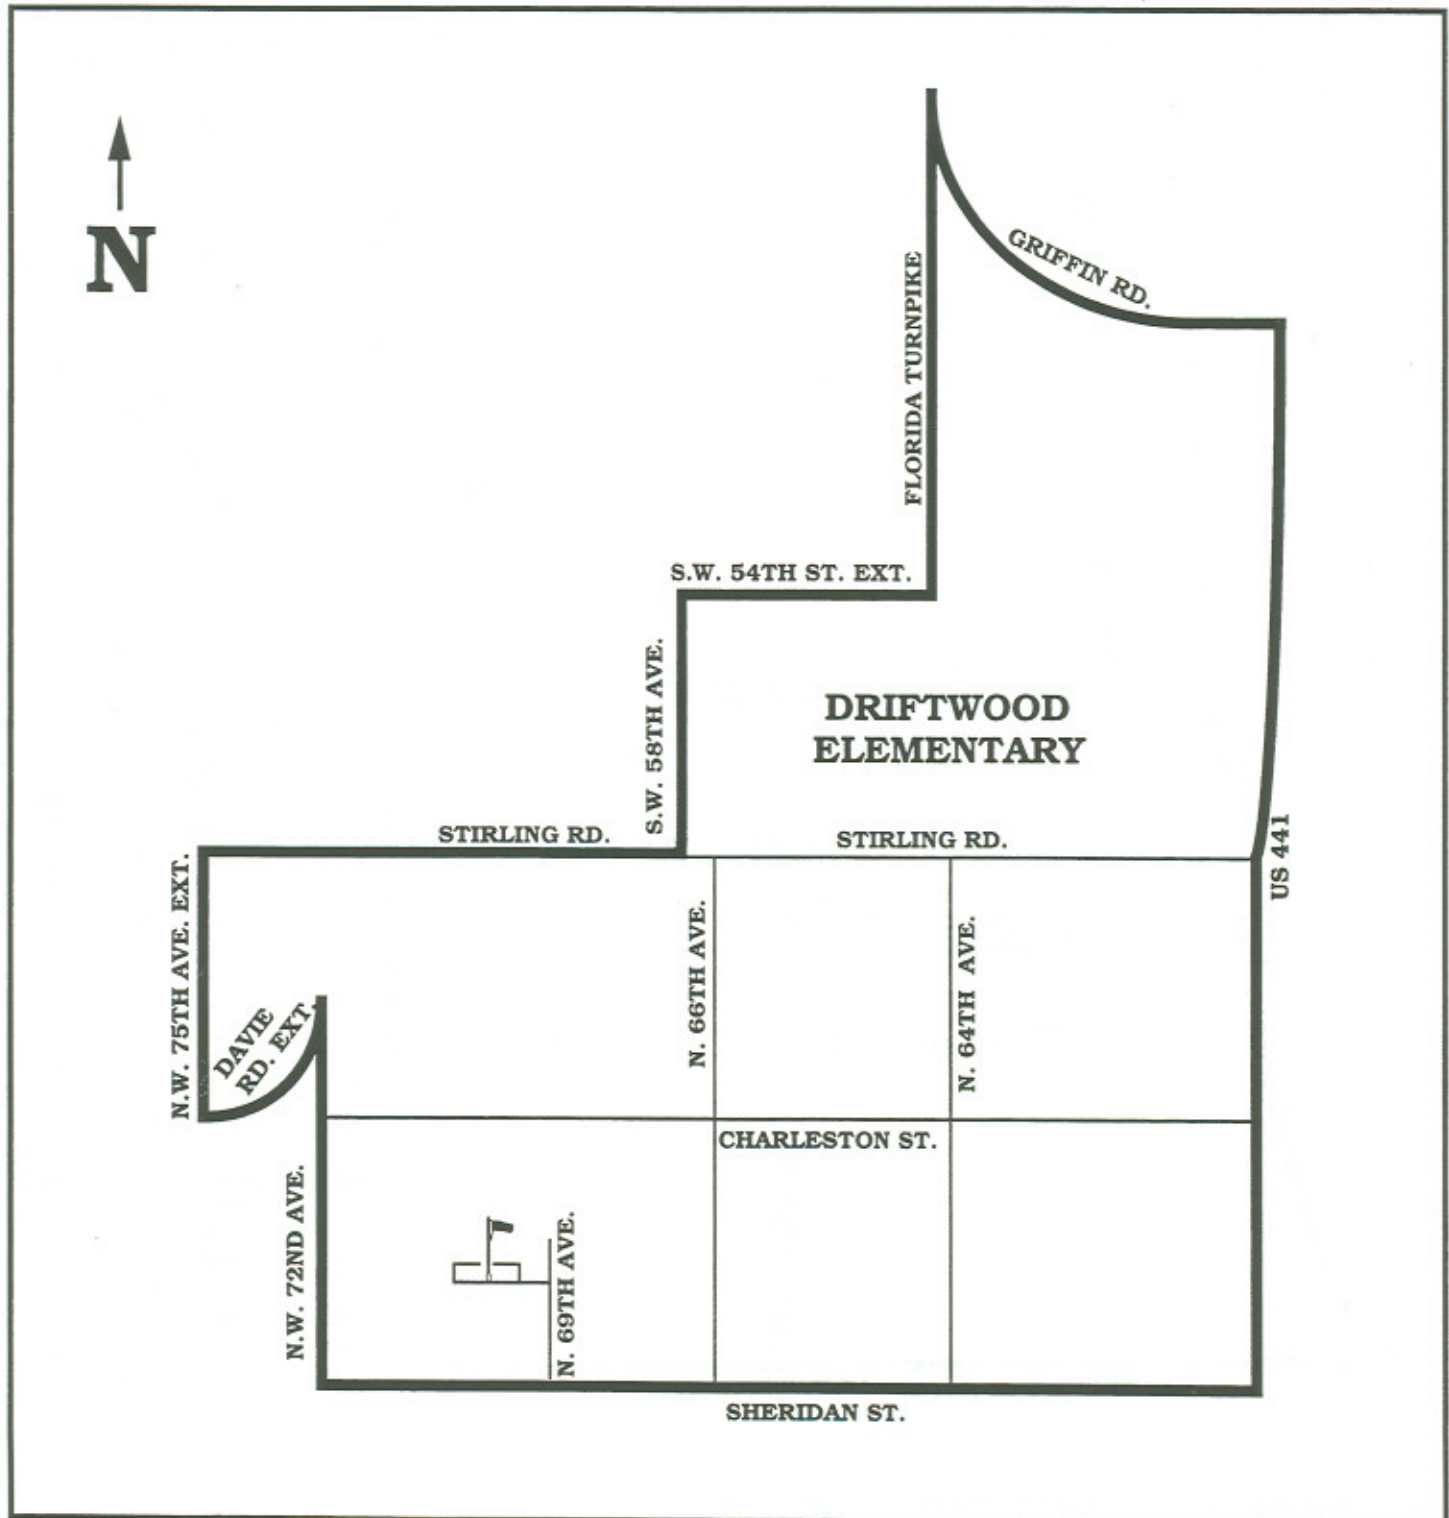 N
GRIFFIN RD.
FLORIDA TURNPIKE
S.W. 54TH ST. EXT.
S.W. 58TH AVE.
DRIFTWOOD
ELEMENTARY
STIRLING RD.
STIRLING RD.
US 441
N.W. 75TH AVE. EXT.
DAVIE
RD. EXT.
N. 66TH AVE.
N. 64TH AVE.
CHARLESTON ST.
N.W. 72ND AVE.
N. 69TH AVE.
SHERIDAN ST.